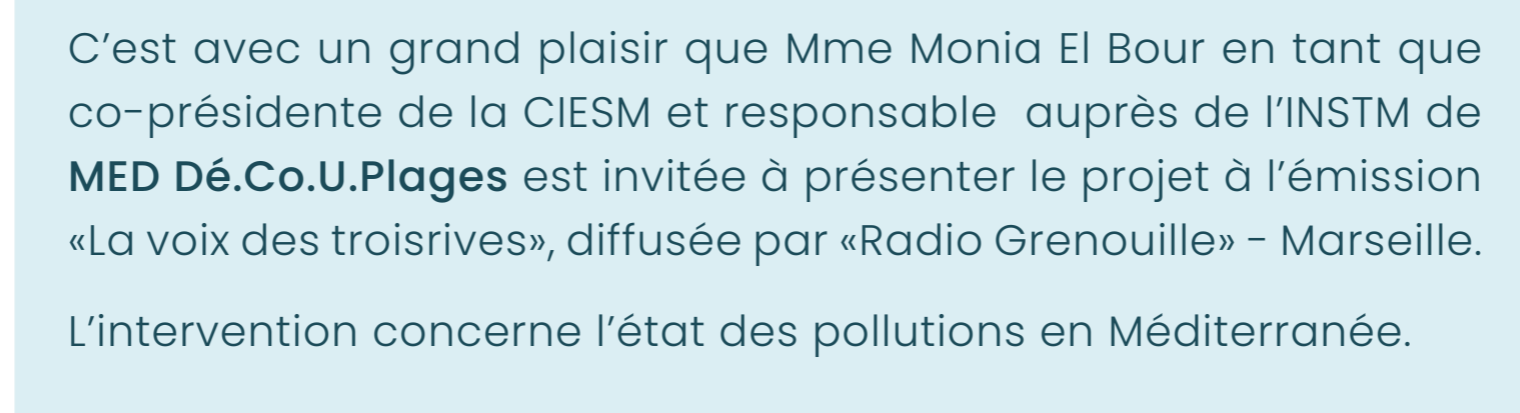 C’est avec un grand plaisir que Mme Monia El Bour en tant que
co-présidente de la CIESM et responsable  auprès de l’INSTM de
MED Dé.Co.U.Plages est invitée à présenter le projet à l’émission
«La voix des troisrives», diffusée par «Radio Grenouille» - Marseille.
L’intervention concerne l’état des pollutions en Méditerranée.